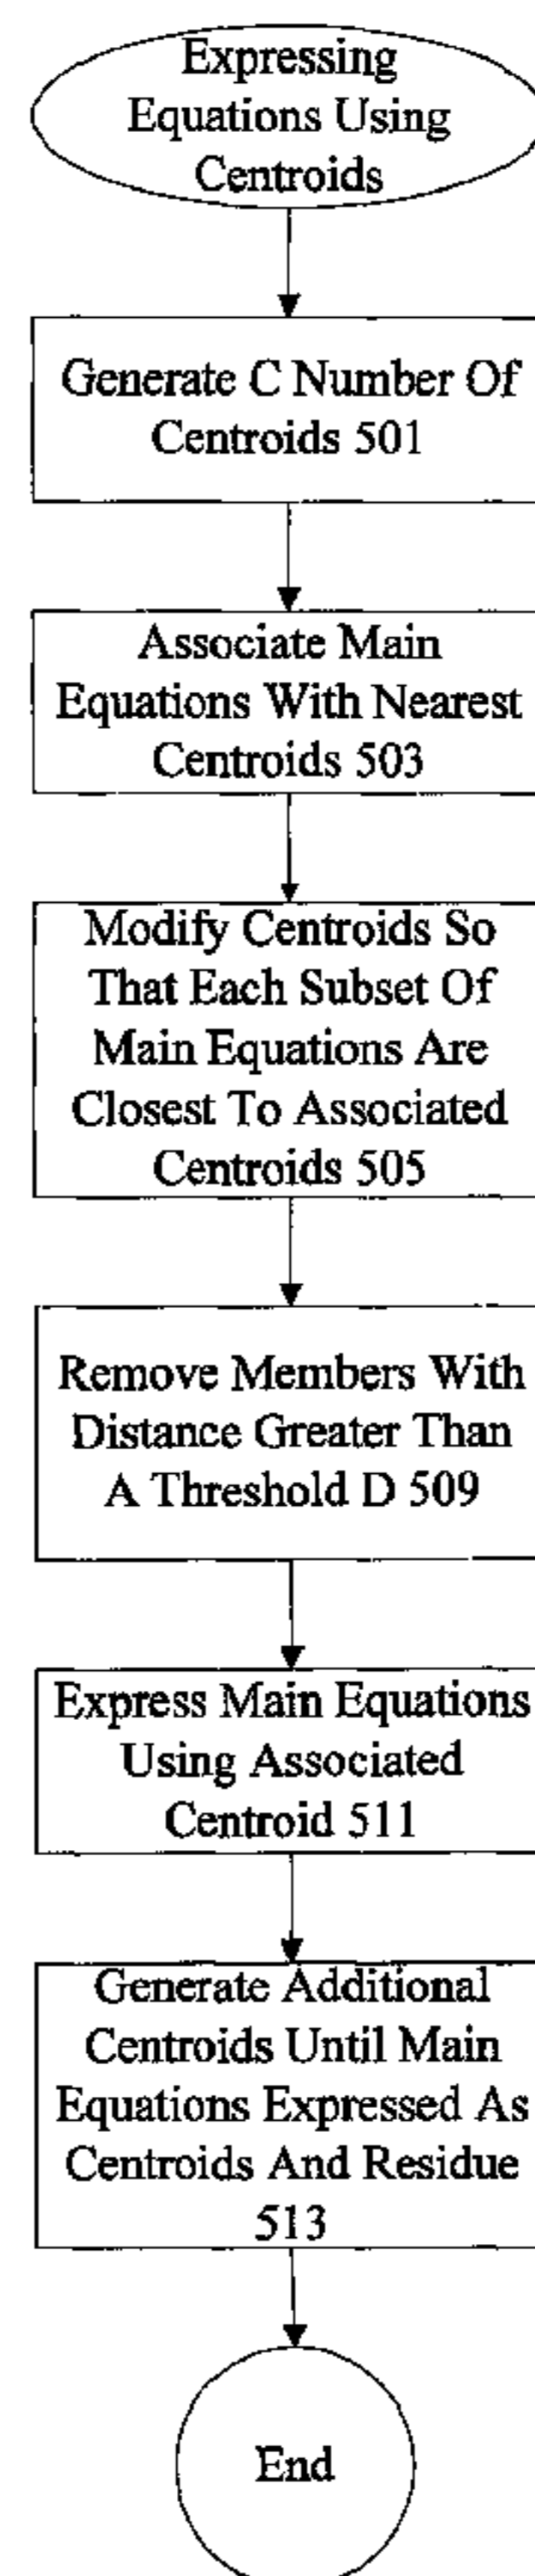 Expressing
Equations Using
Centroids
Generate C Number Of
Centroids 501
Associate Main
Equations With Nearest
Centroids 503
Modify Centroids So
That Each Subset Of
Main Equations Are
Closest To Associated
Centroids 505
Remove Members With
Distance Greater Than
A Threshold D 509
Express Main Equations
Using Associated
Centroid 511
Generate Additional
Centroids Until Main
Equations Expressed As
Centroids And Residue
513
End